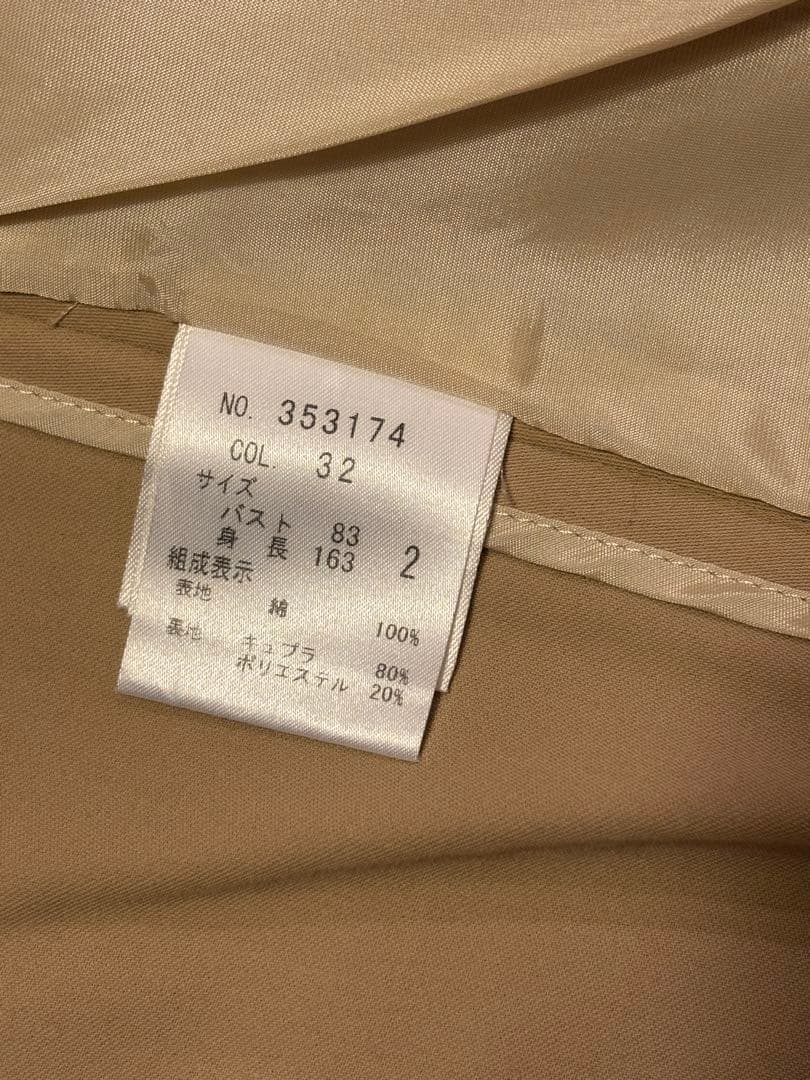 NO. 353174
COL. 32
サイズ
バスト 83
身長 163 2
組成表示
表地 綿 100%
裏地 キュプラ 80%
ポリエステル 20%